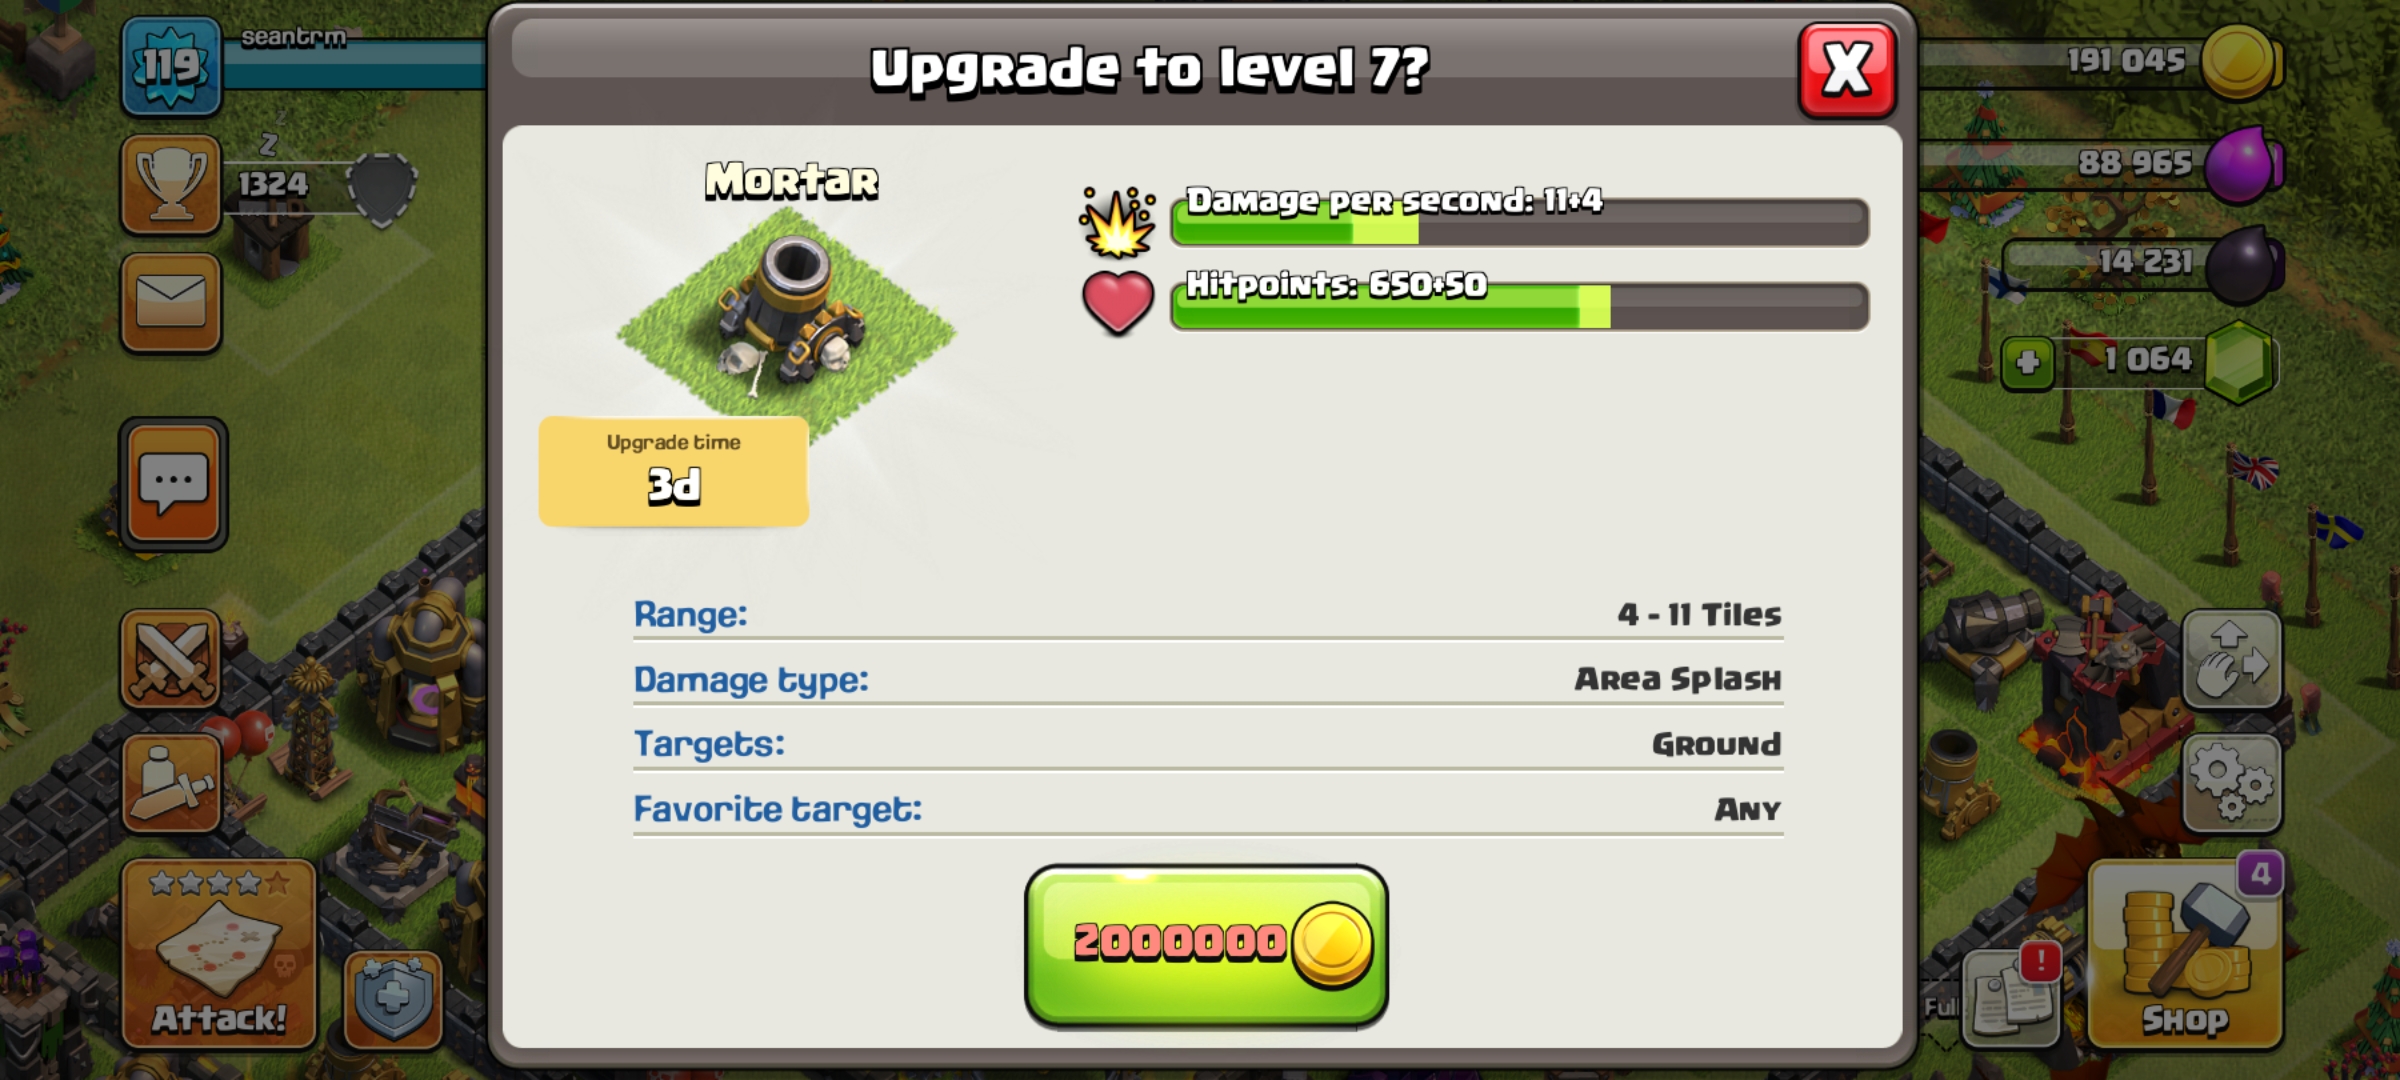 119
seantrm
1324
Attack!
Upgrade to level 7?
X
Mortar
Damage per second: 11+4
Hitpoints: 650+50
Upgrade time
3d
Range: 4 - 11 Tiles
Damage type: Area Splash
Targets: Ground
Favorite target: Any
2000000
191 045
88 965
14 231
1 064
4
!
Full
Shop